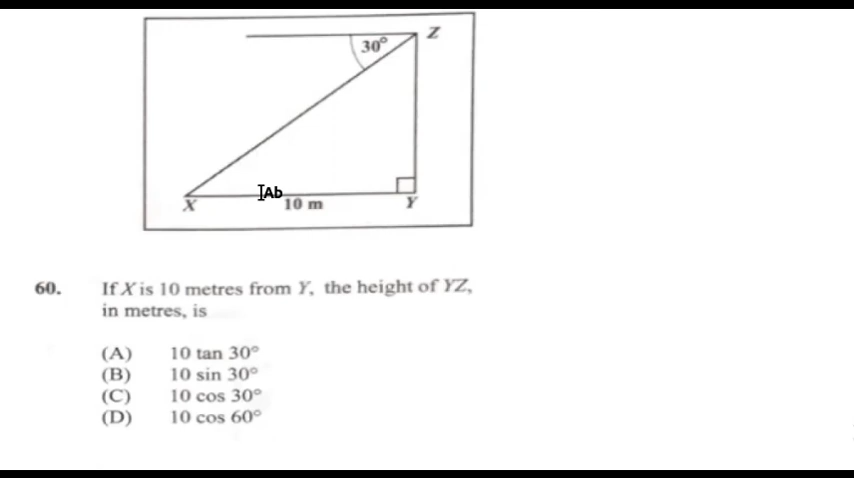 Z
30°
Ab
X
10 m
Y
60. If X is 10 metres from Y, the height of YZ,
in metres, is
(A) 10 tan 30°
(B) 10 sin 30°
(C) 10 cos 30°
(D) 10 cos 60°